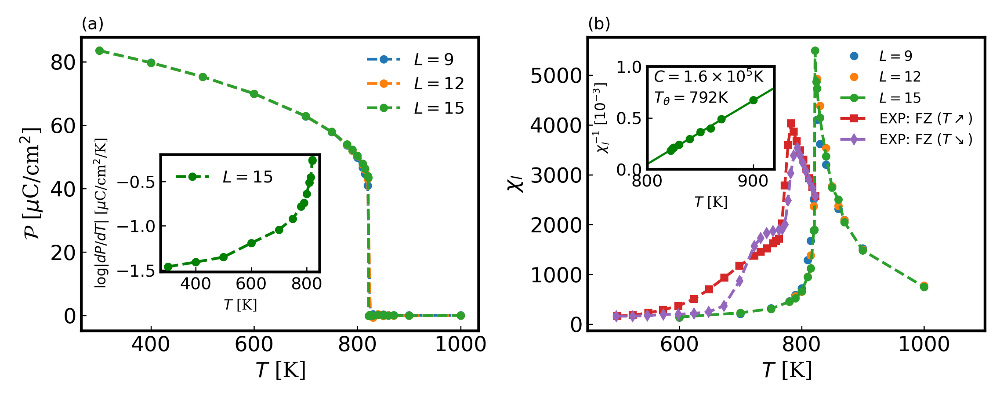 (a)
80
60
40
20
0
𝒫 [μC/cm²]
L = 9
L = 12
L = 15
log|dP/dT| [μC/cm²/K]
L = 15
−0.5
−1.0
−1.5
400 600 800
T [K]
400 600 800 1000
T [K]
(b)
5000
4000
3000
2000
1000
0
χₗ
L = 9
L = 12
L = 15
EXP: FZ (T ↗)
EXP: FZ (T ↘)
χₗ⁻¹ [10⁻³]
1.0
0.5
0.0
C = 1.6 × 10⁵K
T_θ = 792K
800 900
T [K]
600 800 1000
T [K]